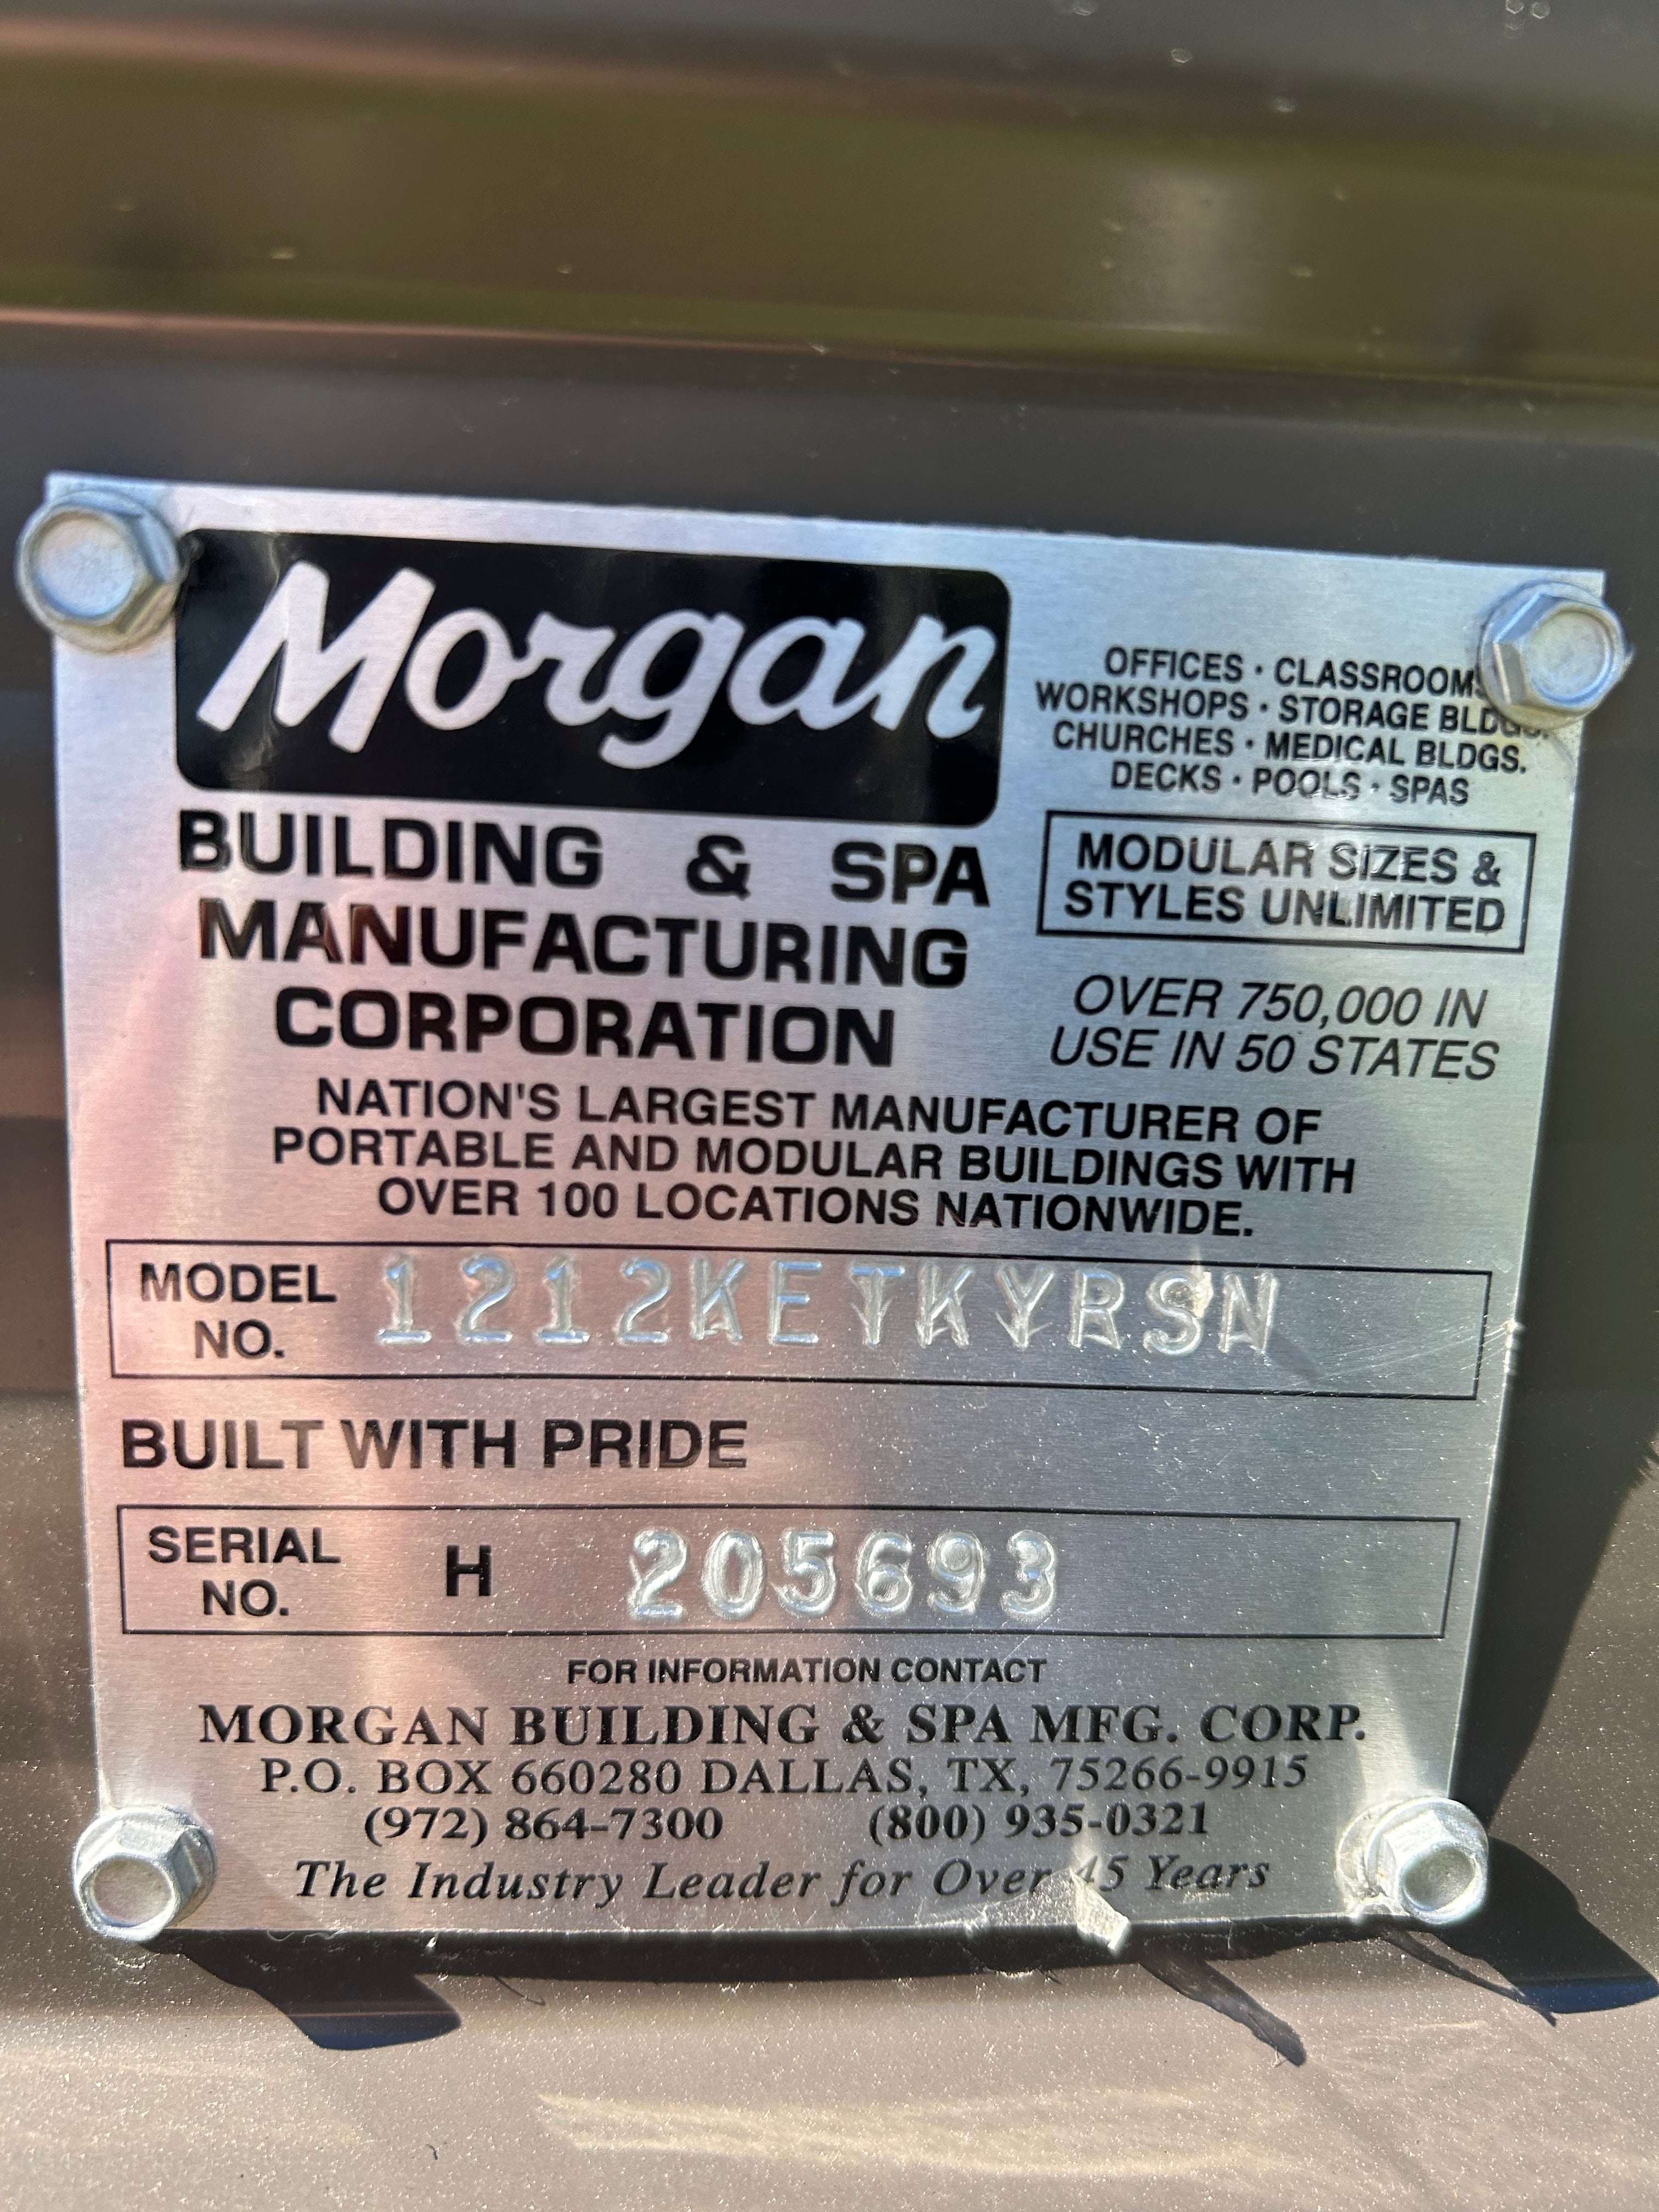 Morgan
BUILDING & SPA
MANUFACTURING
CORPORATION
OFFICES · CLASSROOMS
WORKSHOPS · STORAGE BLDGS.
CHURCHES · MEDICAL BLDGS.
DECKS · POOLS · SPAS
MODULAR SIZES &
STYLES UNLIMITED
OVER 750,000 IN
USE IN 50 STATES
NATION'S LARGEST MANUFACTURER OF
PORTABLE AND MODULAR BUILDINGS WITH
OVER 100 LOCATIONS NATIONWIDE.
MODEL NO. 1212KETKYRSN
BUILT WITH PRIDE
SERIAL NO. H 205693
FOR INFORMATION CONTACT
MORGAN BUILDING & SPA MFG. CORP.
P.O. BOX 660280 DALLAS, TX, 75266-9915
(972) 864-7300 (800) 935-0321
The Industry Leader for Over 45 Years